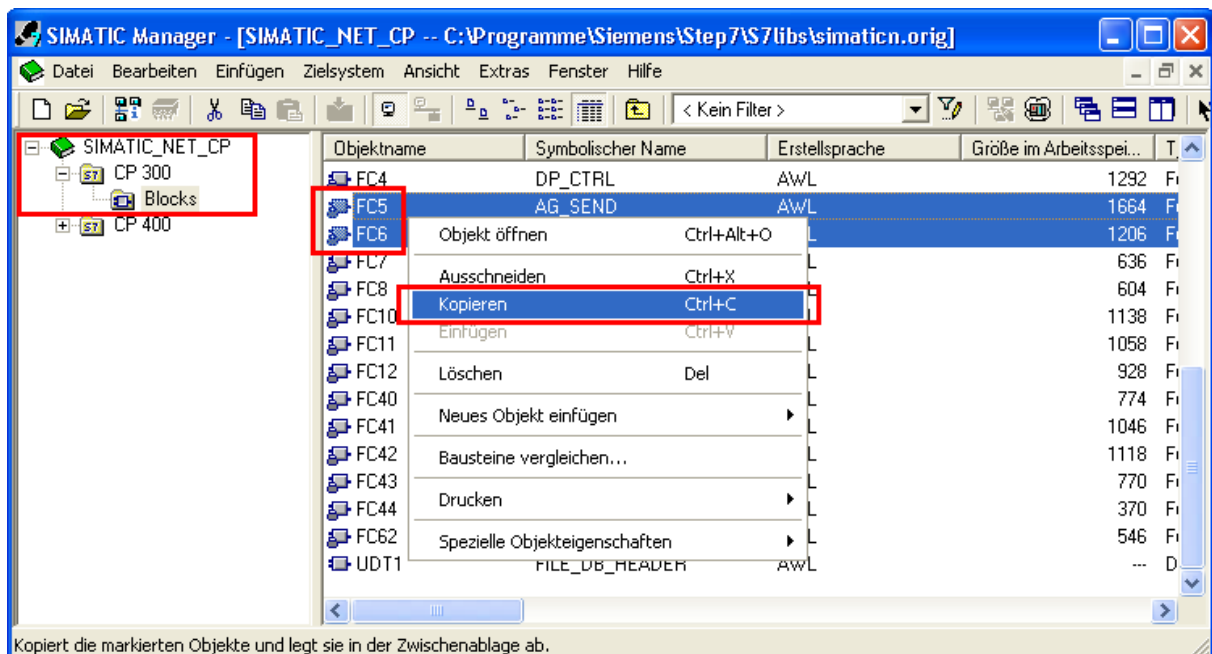 SIMATIC Manager - [SIMATIC_NET_CP -- C:\Programme\Siemens\Step7\S7libs\simaticn.orig]
Datei Bearbeiten Einfügen Zielsystem Ansicht Extras Fenster Hilfe
< Kein Filter >
SIMATIC_NET_CP
CP 300
Blocks
CP 400
Objektname Symbolischer Name Erstellsprache Größe im Arbeitsspei... T
FC4 DP_CTRL AWL 1292
FC5 AG_SEND AWL 1664
FC6 1206
FC7 636
FC8 604
FC10 1138
FC11 1058
FC12 928
FC40 774
FC41 1046
FC42 1118
FC43 770
FC44 370
FC62 546
UDT1 FILE_DB_HEADER AWL --- D
Objekt öffnen Ctrl+Alt+O
Ausschneiden Ctrl+X
Kopieren Ctrl+C
Einfügen Ctrl+V
Löschen Del
Neues Objekt einfügen
Bausteine vergleichen...
Drucken
Spezielle Objekteigenschaften
Kopiert die markierten Objekte und legt sie in der Zwischenablage ab.